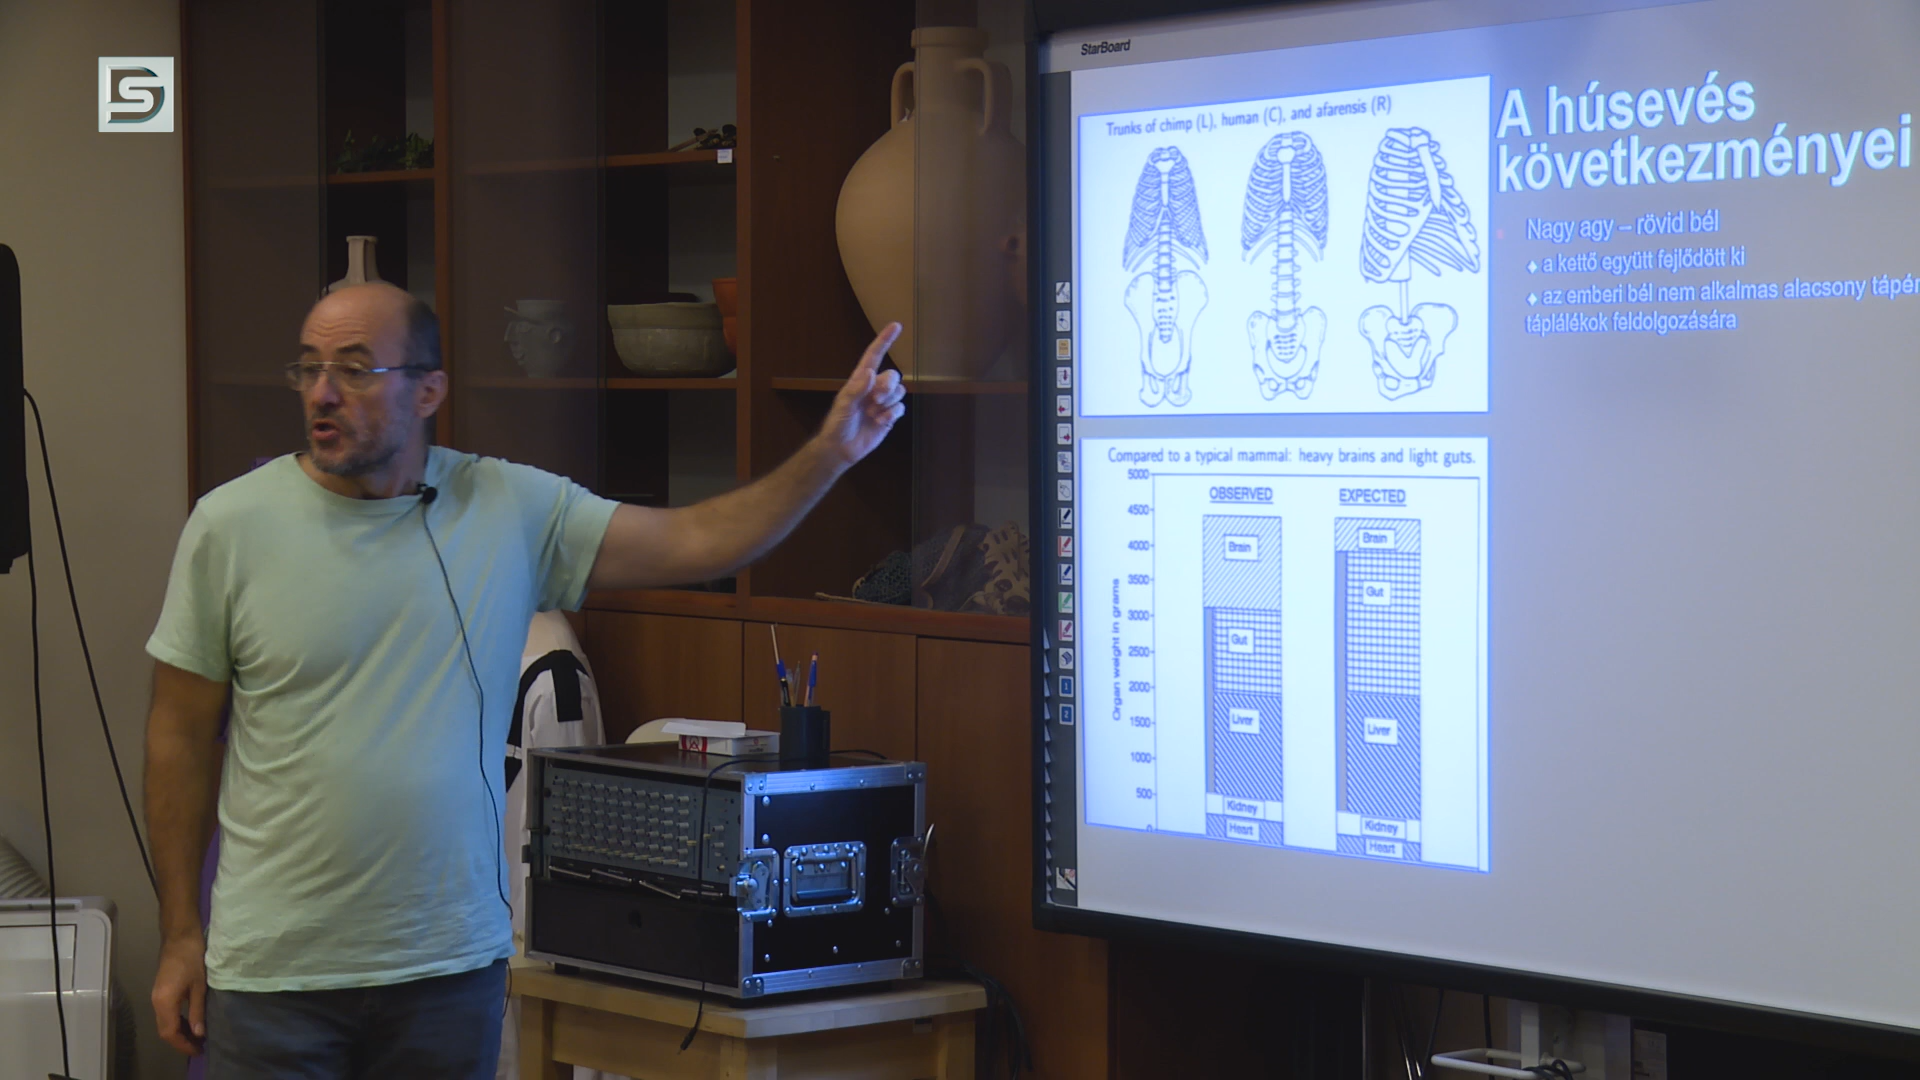 StarBoard
Trunks of chimp (L), human (C), and afarensis (R)
A húsevés
következményei
Nagy agy – rövid bél
♦ a kettő együtt fejlődött ki
♦ az emberi bél nem alkalmas alacsony
táplálékok feldolgozására
Compared to a typical mammal: heavy brains and light guts.
OBSERVED EXPECTED
Organ weight in grams
5000
4500
4000
3500
3000
2500
2000
1500
1000
500
0
Brain
Gut
Liver
Kidney
Heart
Brain
Gut
Liver
Kidney
Heart
1
2